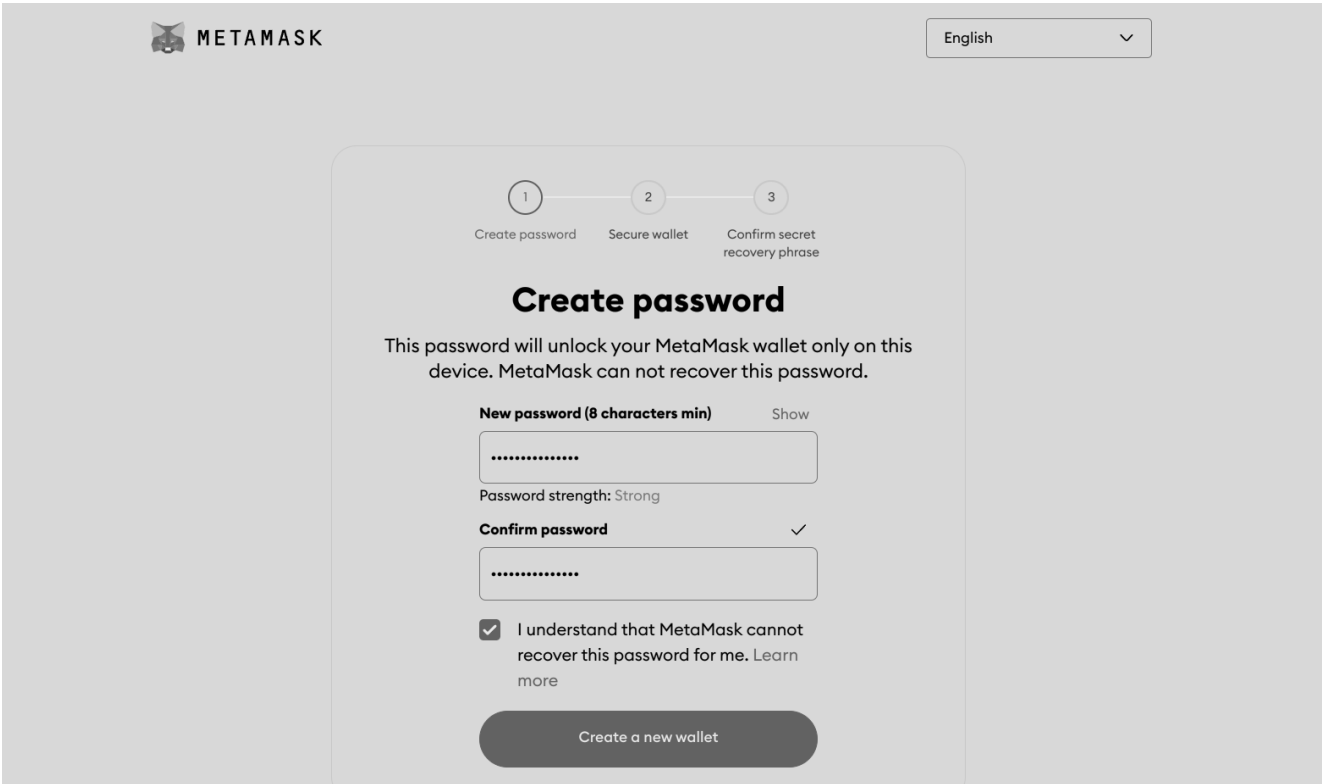 METAMASK
English
1
2
3
Create password
Secure wallet
Confirm secret
recovery phrase
Create password
This password will unlock your MetaMask wallet only on this
device. MetaMask can not recover this password.
New password (8 characters min)
Show
•••••••••••••••
Password strength: Strong
Confirm password
•••••••••••••••
I understand that MetaMask cannot
recover this password for me. Learn
more
Create a new wallet